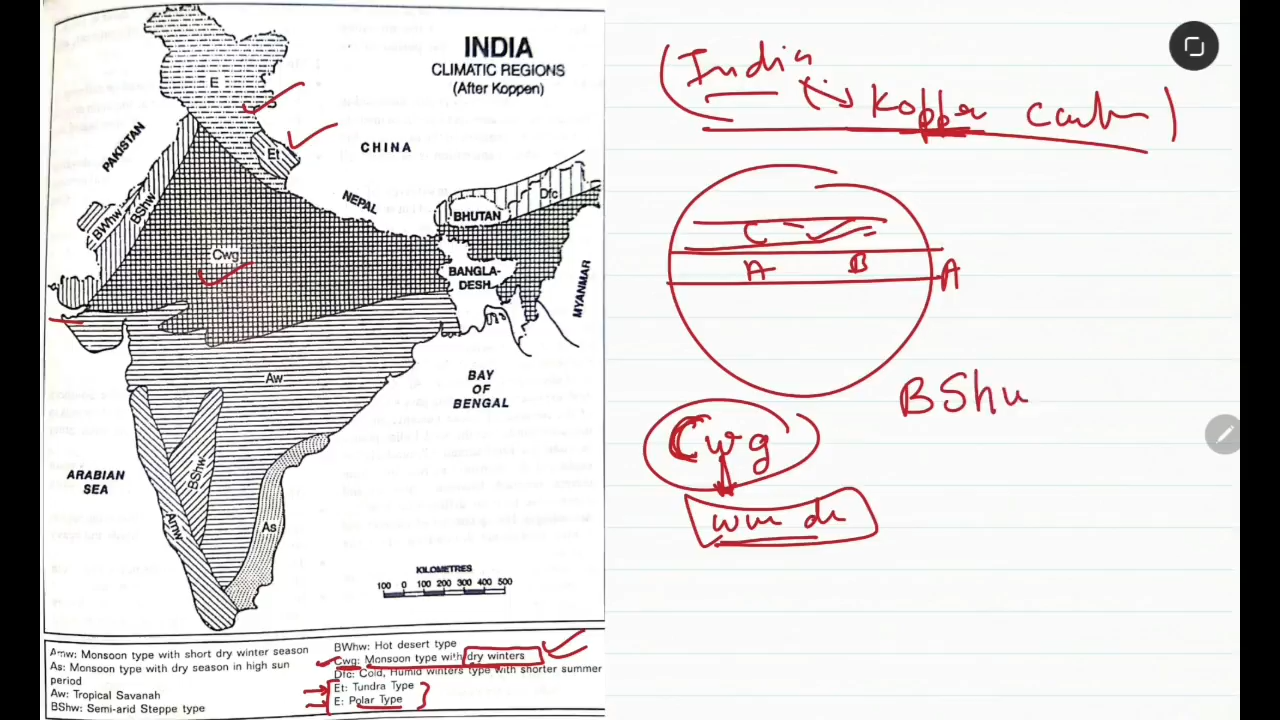 INDIA
CLIMATIC REGIONS
(After Koppen)
E
PAKISTAN
Et
CHINA
NEPAL
Dfc
BWhw
BShw
BHUTAN
Cwg
BANGLA-
DESH
MYANMAR
Aw
BAY
OF
BENGAL
ARABIAN
SEA
BShw
Amw
As
KILOMETRES
100 0 100 200 300 400 500
Amw: Monsoon type with short dry winter season
As: Monsoon type with dry season in high sun
period
Aw: Tropical Savanah
BShw: Semi-arid Steppe type
BWhw: Hot desert type
Cwg: Monsoon type with dry winters
Dfc: Cold, Humid winters type with shorter summer
Et: Tundra Type
E: Polar Type
(India
Koppen
C
A B A
BShw
Cwg